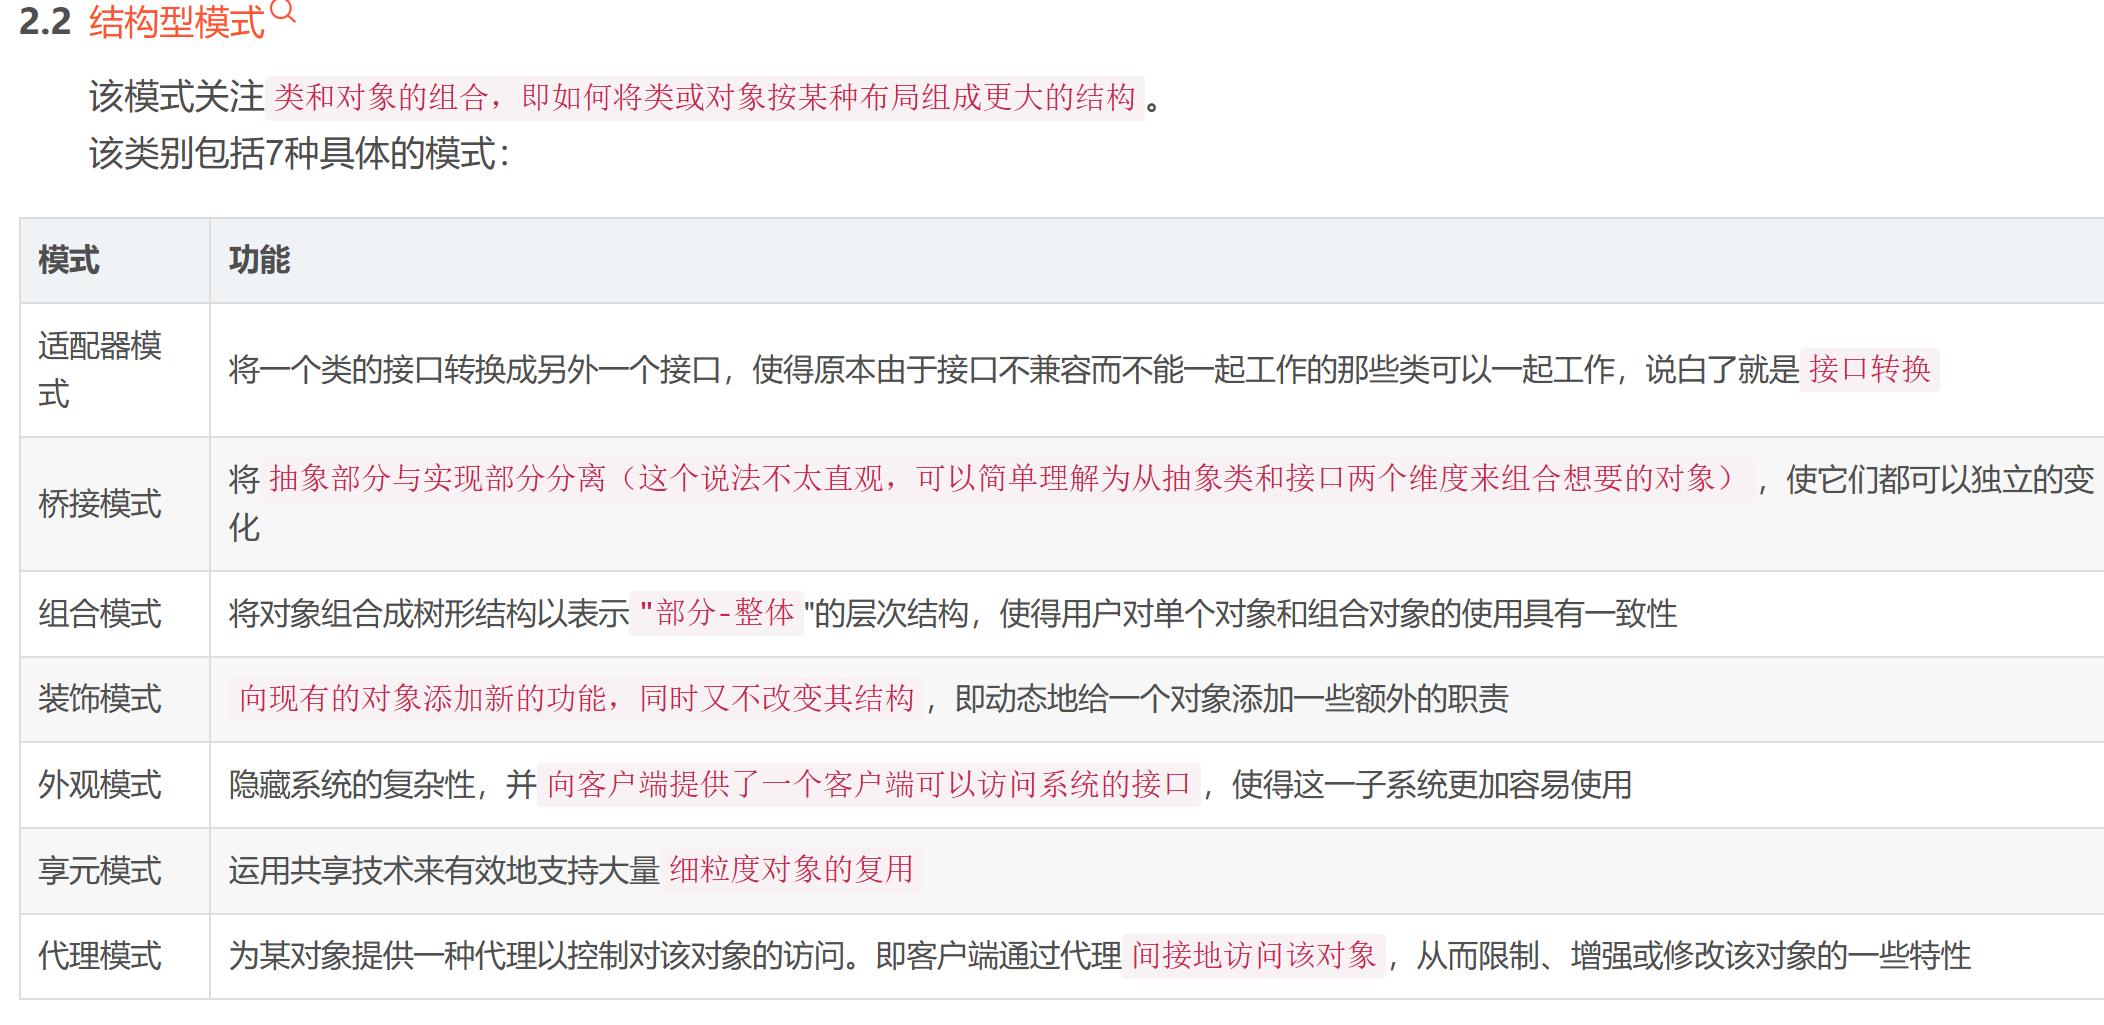 2.2 结构型模式
该模式关注类和对象的组合，即如何将类或对象按某种布局组成更大的结构。
该类别包括7种具体的模式：
模式 功能
适配器模式 将一个类的接口转换成另外一个接口，使得原本由于接口不兼容而不能一起工作的那些类可以一起工作，说白了就是接口转换
桥接模式 将抽象部分与实现部分分离（这个说法不太直观，可以简单理解为从抽象类和接口两个维度来组合想要的对象），使它们都可以独立的变化
组合模式 将对象组合成树形结构以表示"部分-整体"的层次结构，使得用户对单个对象和组合对象的使用具有一致性
装饰模式 向现有的对象添加新的功能，同时又不改变其结构，即动态地给一个对象添加一些额外的职责
外观模式 隐藏系统的复杂性，并向客户端提供了一个客户端可以访问系统的接口，使得这一子系统更加容易使用
享元模式 运用共享技术来有效地支持大量细粒度对象的复用
代理模式 为某对象提供一种代理以控制对该对象的访问。即客户端通过代理间接地访问该对象，从而限制、增强或修改该对象的一些特性